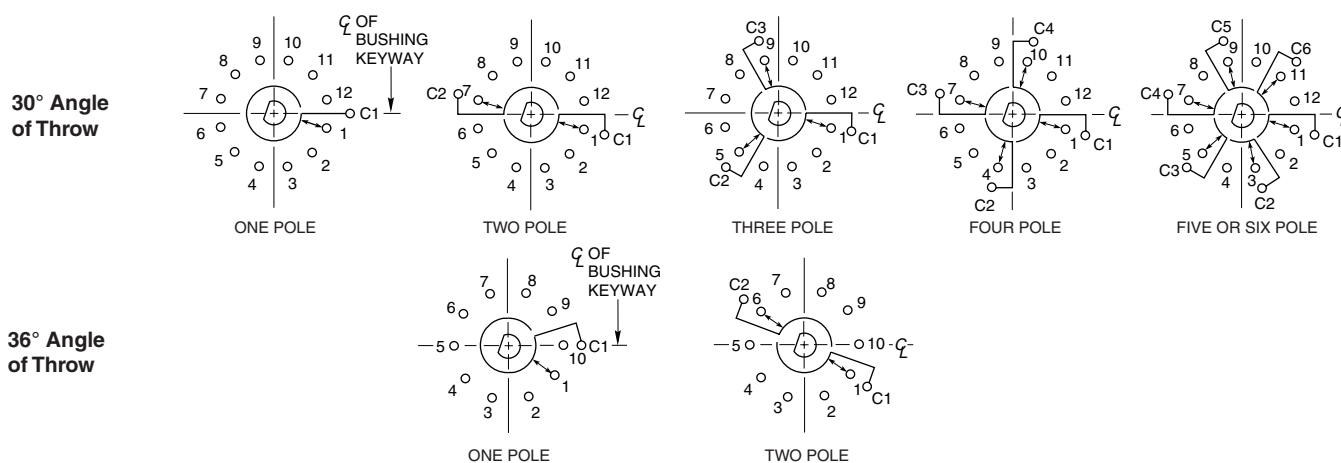 30° Angle
of Throw
℄ OF
BUSHING
KEYWAY
9 10
8 11
7 12
C1
6 1
5 2
4 3
ONE POLE
9 10
8 11
C2 7 12
℄
6 1 C1
5 2
4 3
TWO POLE
C3
9 10
8 11
7 12
℄
6 1 C1
5 2
C2 4 3
THREE POLE
C4
9 10
8 11
C3 7 12
℄
6 1 C1
5 2
4 3
C2
FOUR POLE
C5
9 10 C6
8 11
C4 7 12
℄
6 1 C1
5 2
C3 4 3
C2
FIVE OR SIX POLE
36° Angle
of Throw
℄ OF
BUSHING
KEYWAY
7 8
6 9
5 10 C1
4 1
3 2
ONE POLE
7 8
C2 6 9
5 10 ℄
4 1 C1
3 2
TWO POLE